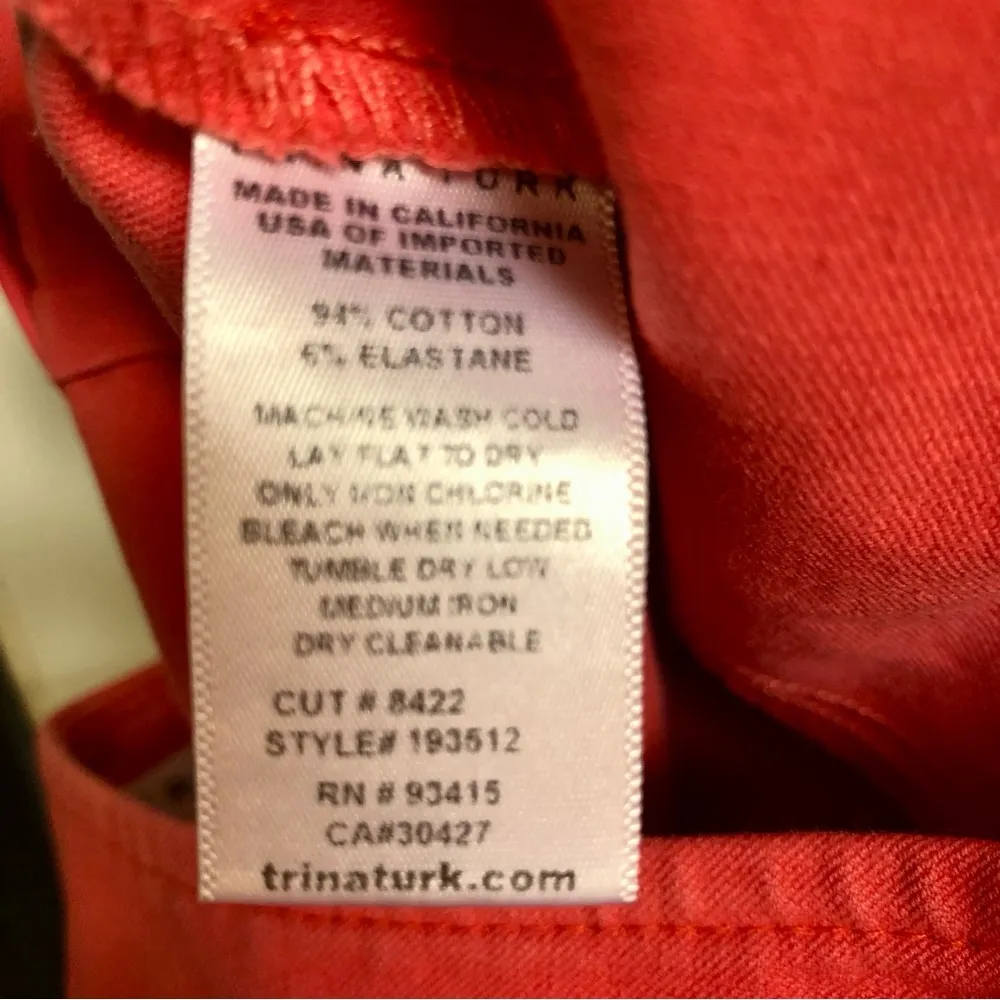 TRINA TURK
MADE IN CALIFORNIA
USA OF IMPORTED
MATERIALS
94% COTTON
6% ELASTANE
MACHINE WASH COLD
LAY FLAT TO DRY
ONLY NON CHLORINE
BLEACH WHEN NEEDED
TUMBLE DRY LOW
MEDIUM IRON
DRY CLEANABLE
CUT # 8422
STYLE# 193512
RN # 93415
CA#30427
trinaturk.com